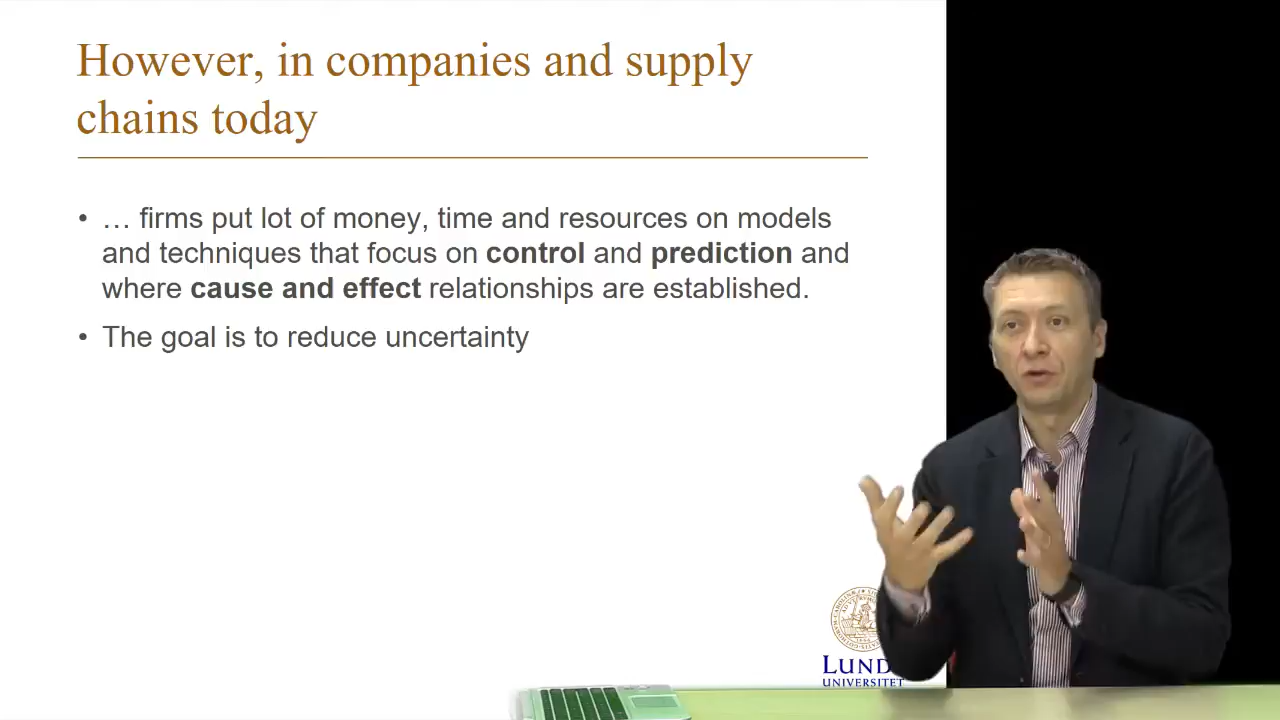 However, in companies and supply
chains today
• … firms put lot of money, time and resources on models
and techniques that focus on control and prediction and
where cause and effect relationships are established.
• The goal is to reduce uncertainty
LUND
UNIVERSITET